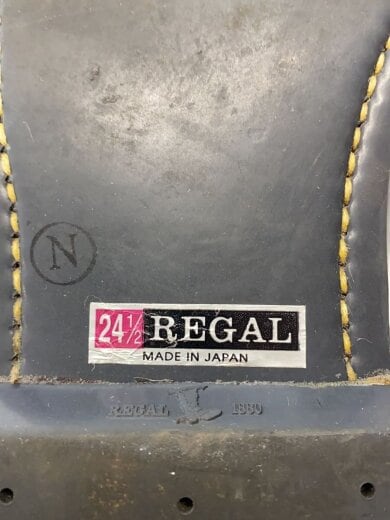 N
24 1/2 REGAL
MADE IN JAPAN
REGAL 1880